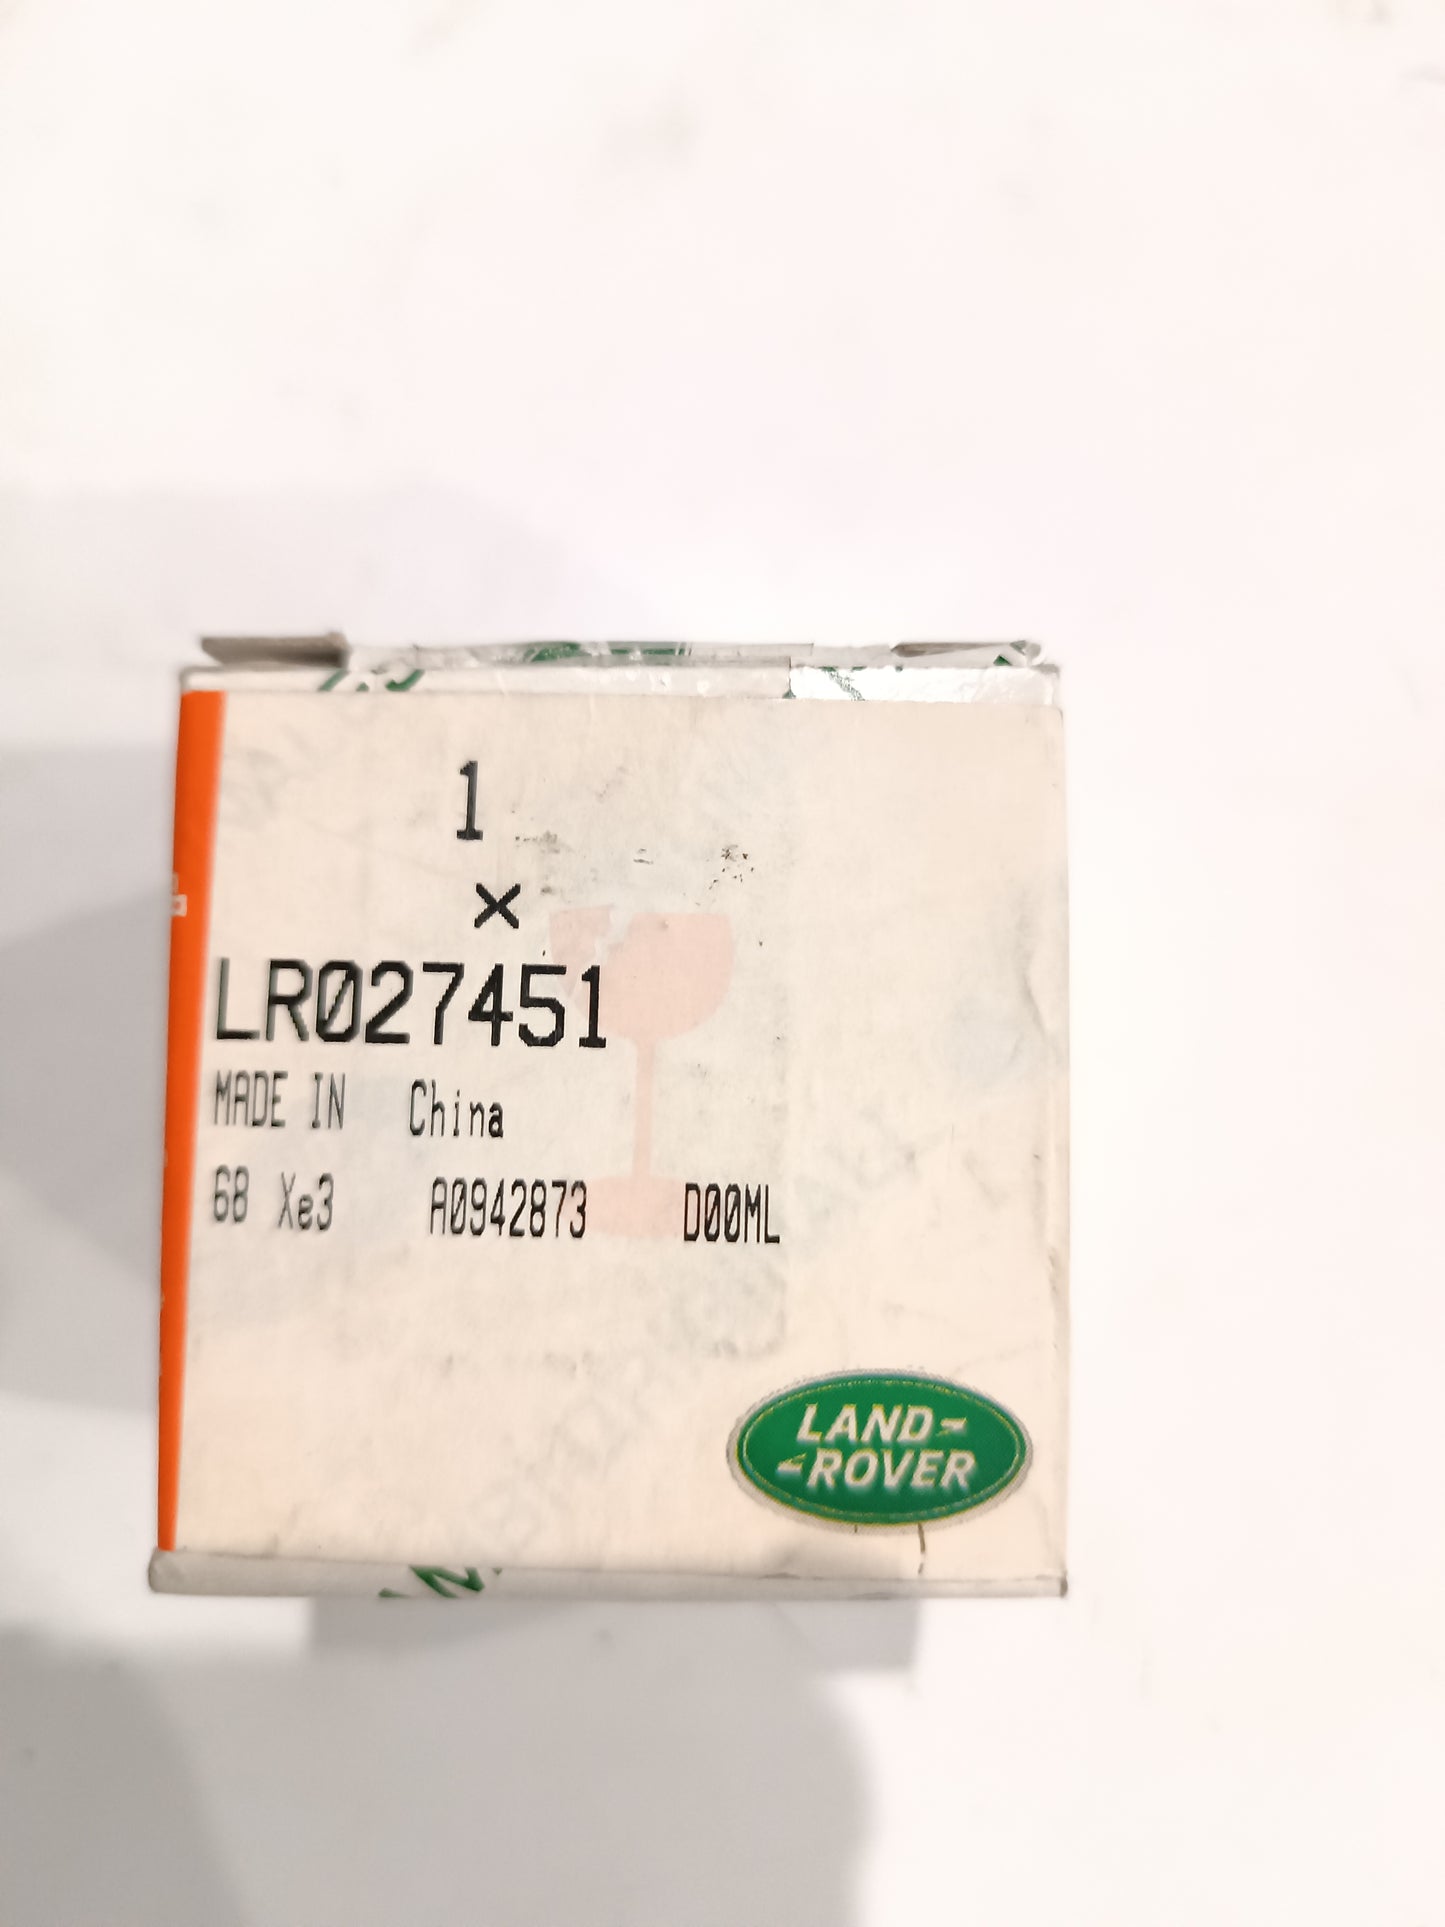 1
×
LR027451
MADE IN China
68 Xe3 A0942873 D00ML
LAND-
-ROVER